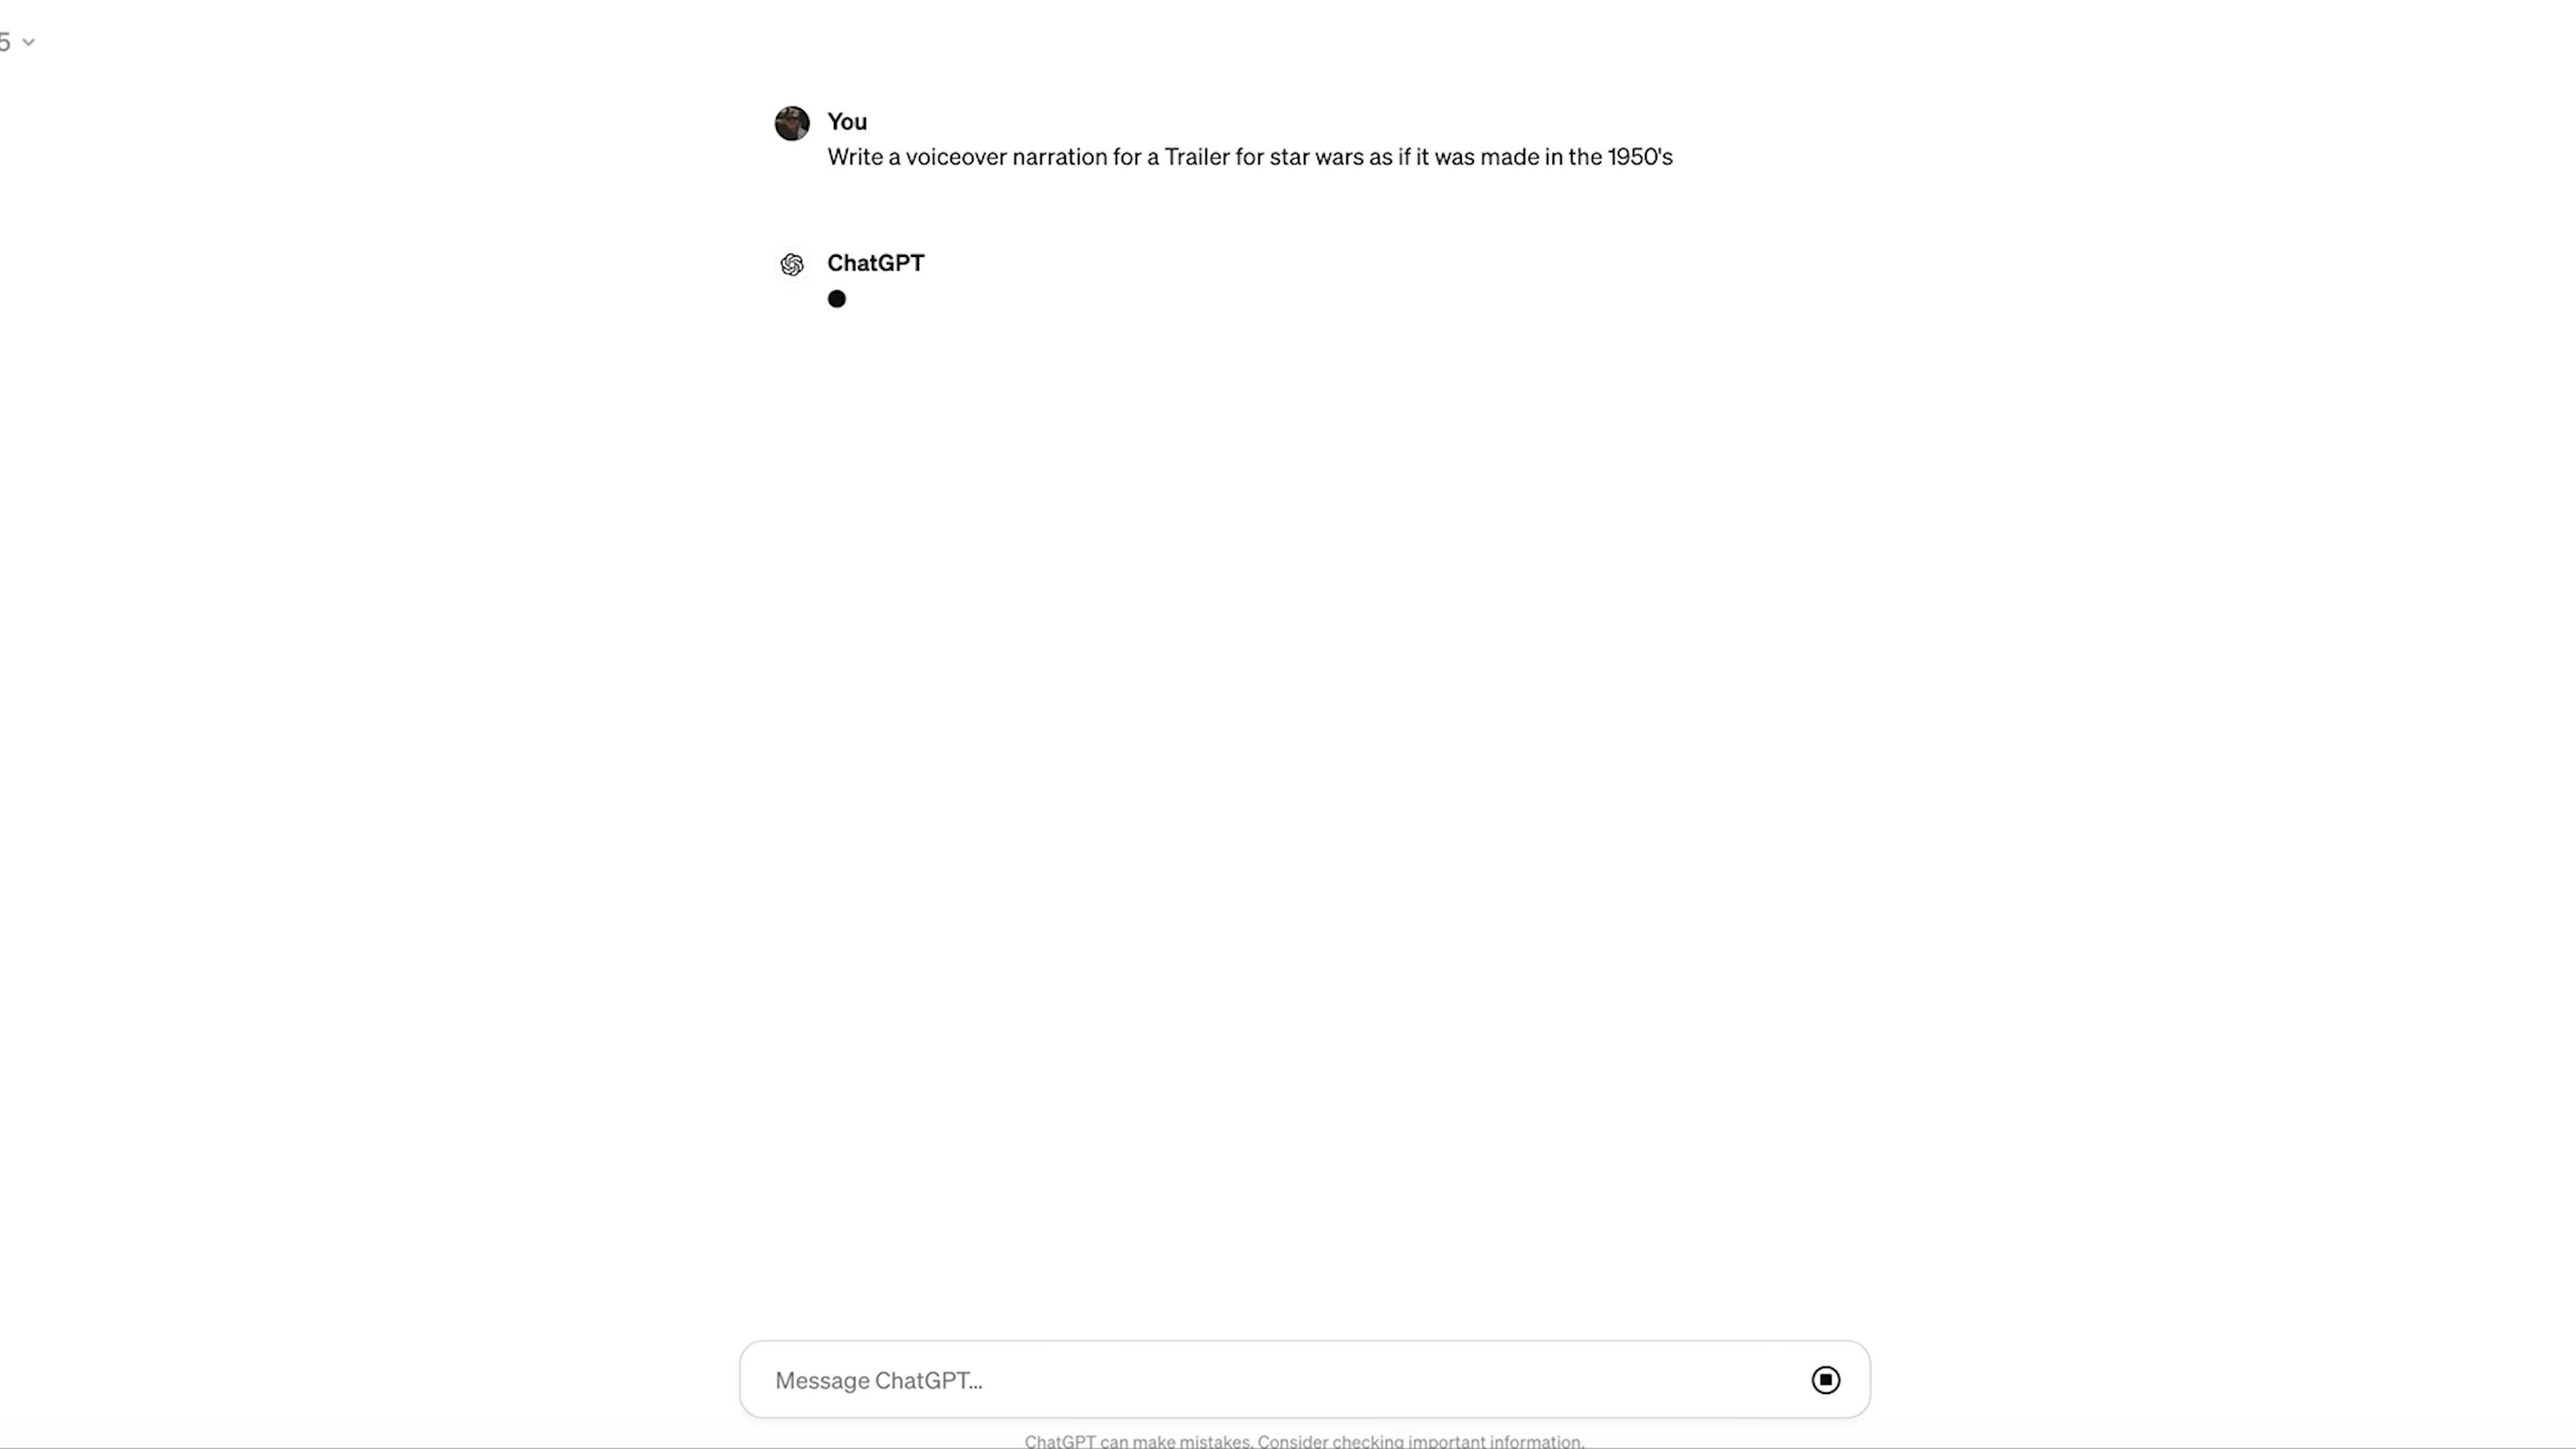 5
You
Write a voiceover narration for a Trailer for star wars as if it was made in the 1950's
ChatGPT
Message ChatGPT...
ChatGPT can make mistakes. Consider checking important information.